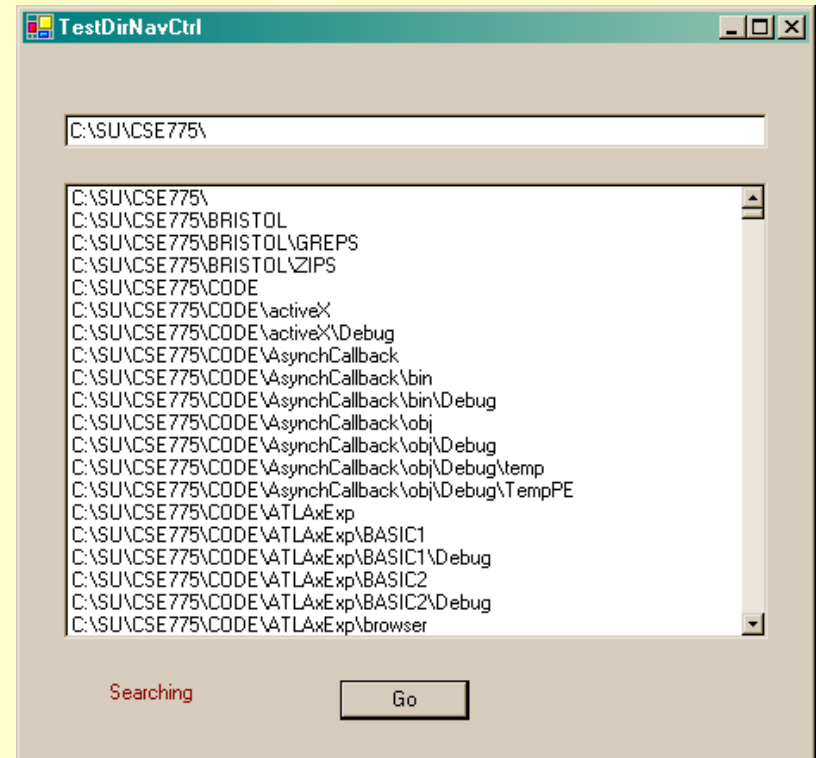 TestDirNavCtrl
C:\SU\CSE775\
C:\SU\CSE775\
C:\SU\CSE775\BRISTOL
C:\SU\CSE775\BRISTOL\GREPS
C:\SU\CSE775\BRISTOL\ZIPS
C:\SU\CSE775\CODE
C:\SU\CSE775\CODE\activeX
C:\SU\CSE775\CODE\activeX\Debug
C:\SU\CSE775\CODE\AsynchCallback
C:\SU\CSE775\CODE\AsynchCallback\bin
C:\SU\CSE775\CODE\AsynchCallback\bin\Debug
C:\SU\CSE775\CODE\AsynchCallback\obj
C:\SU\CSE775\CODE\AsynchCallback\obj\Debug
C:\SU\CSE775\CODE\AsynchCallback\obj\Debug\temp
C:\SU\CSE775\CODE\AsynchCallback\obj\Debug\TempPE
C:\SU\CSE775\CODE\ATLAxExp
C:\SU\CSE775\CODE\ATLAxExp\BASIC1
C:\SU\CSE775\CODE\ATLAxExp\BASIC1\Debug
C:\SU\CSE775\CODE\ATLAxExp\BASIC2
C:\SU\CSE775\CODE\ATLAxExp\BASIC2\Debug
C:\SU\CSE775\CODE\ATLAxExp\browser
Searching
Go